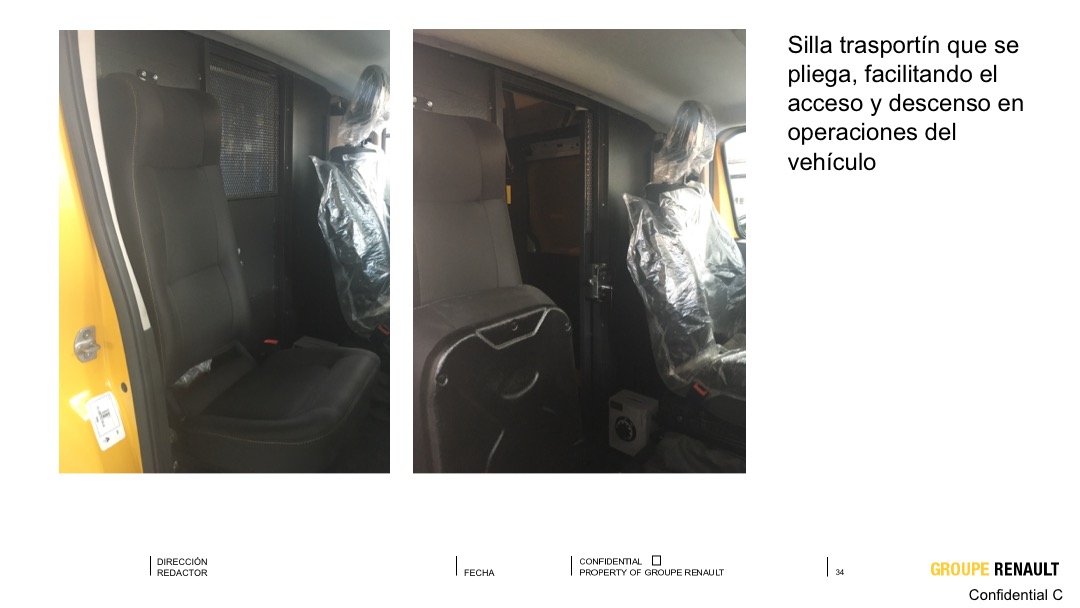 Silla trasportín que se
pliega, facilitando el
acceso y descenso en
operaciones del
vehículo
DIRECCIÓN
REDACTOR
FECHA
CONFIDENTIAL
PROPERTY OF GROUPE RENAULT
34
GROUPE RENAULT
Confidential C